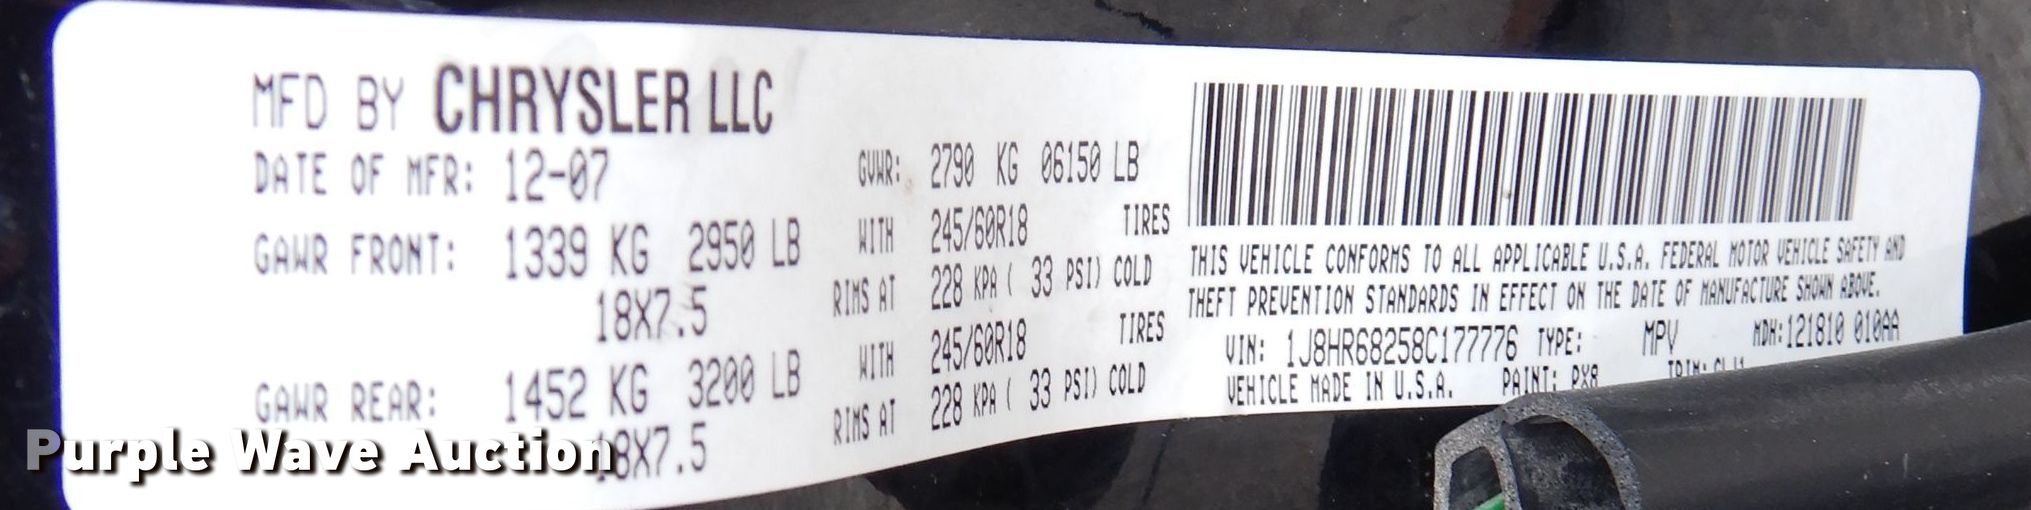 MFD BY CHRYSLER LLC
DATE OF MFR: 12-07
GVWR: 2790 KG 06150 LB
GAWR FRONT: 1339 KG 2950 LB WITH 245/60R18 TIRES
18X7.5 RIMS AT 228 KPA ( 33 PSI) COLD
GAWR REAR: 1452 KG 3200 LB WITH 245/60R18 TIRES
18X7.5 RIMS AT 228 KPA ( 33 PSI) COLD
THIS VEHICLE CONFORMS TO ALL APPLICABLE U.S.A. FEDERAL MOTOR VEHICLE SAFETY AND
THEFT PREVENTION STANDARDS IN EFFECT ON THE DATE OF MANUFACTURE SHOWN ABOVE.
VIN: 1J8HR68258C177776 TYPE: MPV MDH:121810 010AA
VEHICLE MADE IN U.S.A. PAINT: PX8 TRIM:
Purple Wave Auction